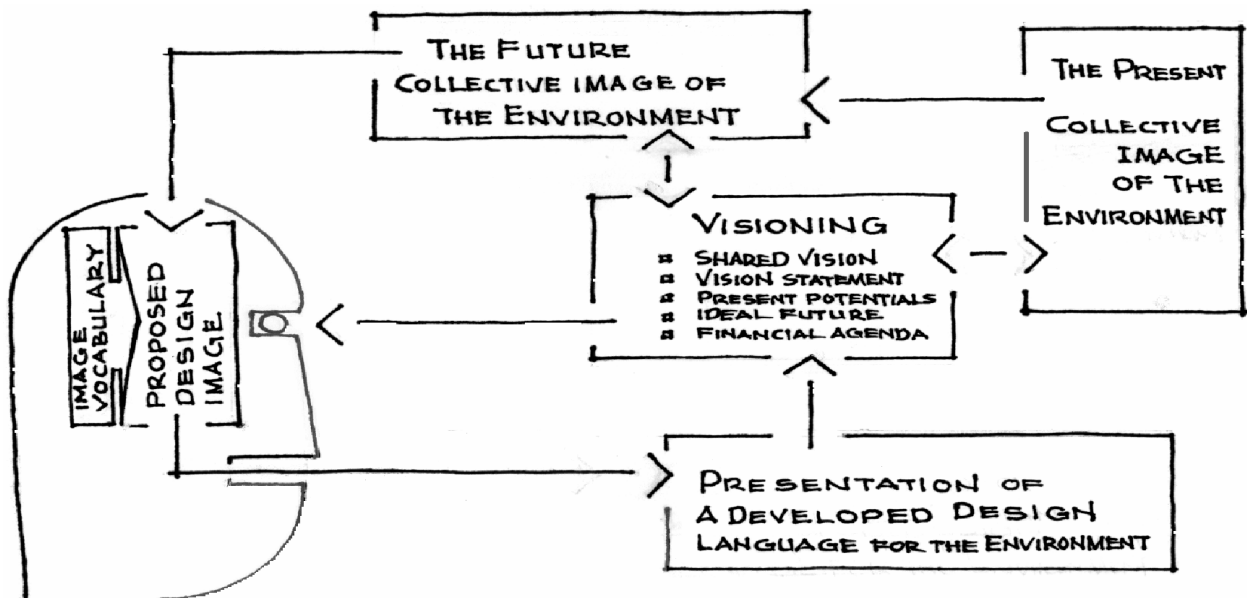 THE FUTURE
COLLECTIVE IMAGE OF
THE ENVIRONMENT
THE PRESENT
COLLECTIVE
IMAGE
OF THE
ENVIRONMENT
VISIONING
SHARED VISION
VISION STATEMENT
PRESENT POTENTIALS
IDEAL FUTURE
FINANCIAL AGENDA
IMAGE
VOCABULARY
PROPOSED
DESIGN
IMAGE
PRESENTATION OF
A DEVELOPED DESIGN
LANGUAGE FOR THE ENVIRONMENT